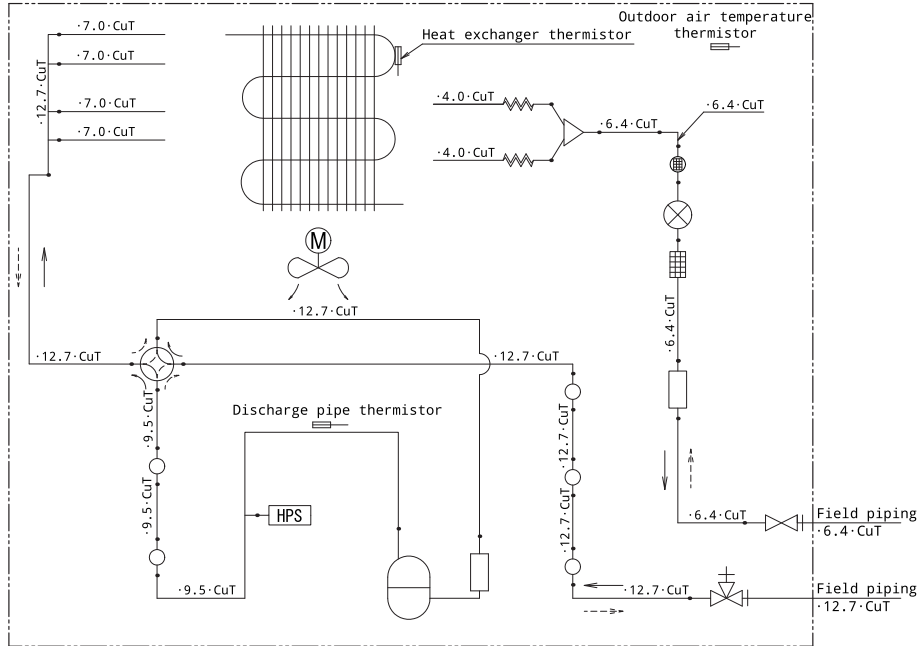 Outdoor air temperature
thermistor
·7.0·CuT
Heat exchanger thermistor
·7.0·CuT
·12.7·CuT
·7.0·CuT
·4.0·CuT
·6.4·CuT
·6.4·CuT
·7.0·CuT
·4.0·CuT
M
·12.7·CuT
·6.4·CuT
·12.7·CuT
·12.7·CuT
Discharge pipe thermistor
·9.5·CuT
·12.7·CuT
·9.5·CuT
·12.7·CuT
HPS
·6.4·CuT
Field piping
·6.4·CuT
·9.5·CuT
·12.7·CuT
Field piping
·12.7·CuT